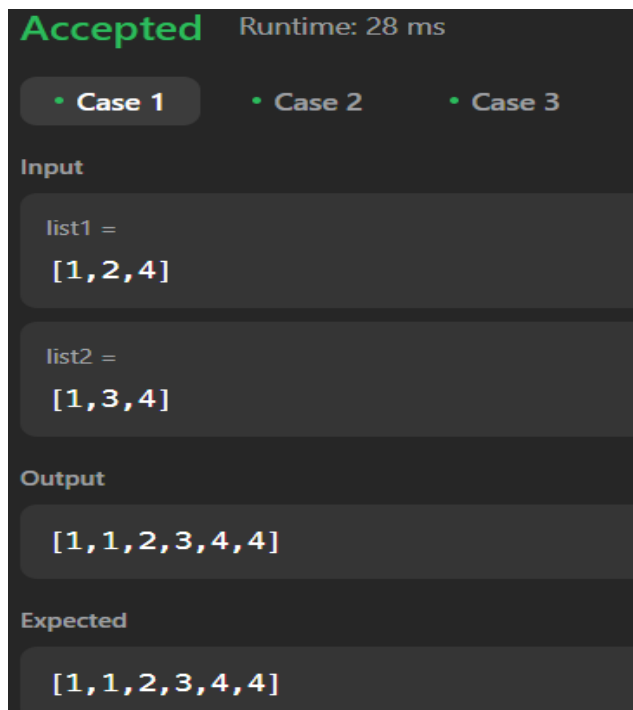 Accepted Runtime: 28 ms
• Case 1 • Case 2 • Case 3
Input
list1 =
[1,2,4]
list2 =
[1,3,4]
Output
[1,1,2,3,4,4]
Expected
[1,1,2,3,4,4]